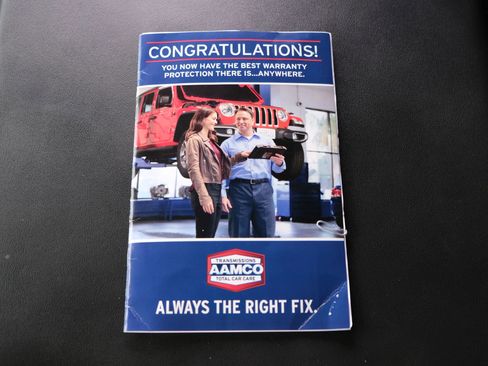 CONGRATULATIONS!
YOU NOW HAVE THE BEST WARRANTY
PROTECTION THERE IS...ANYWHERE.
TRANSMISSIONS
AAMCO
TOTAL CAR CARE
ALWAYS THE RIGHT FIX.